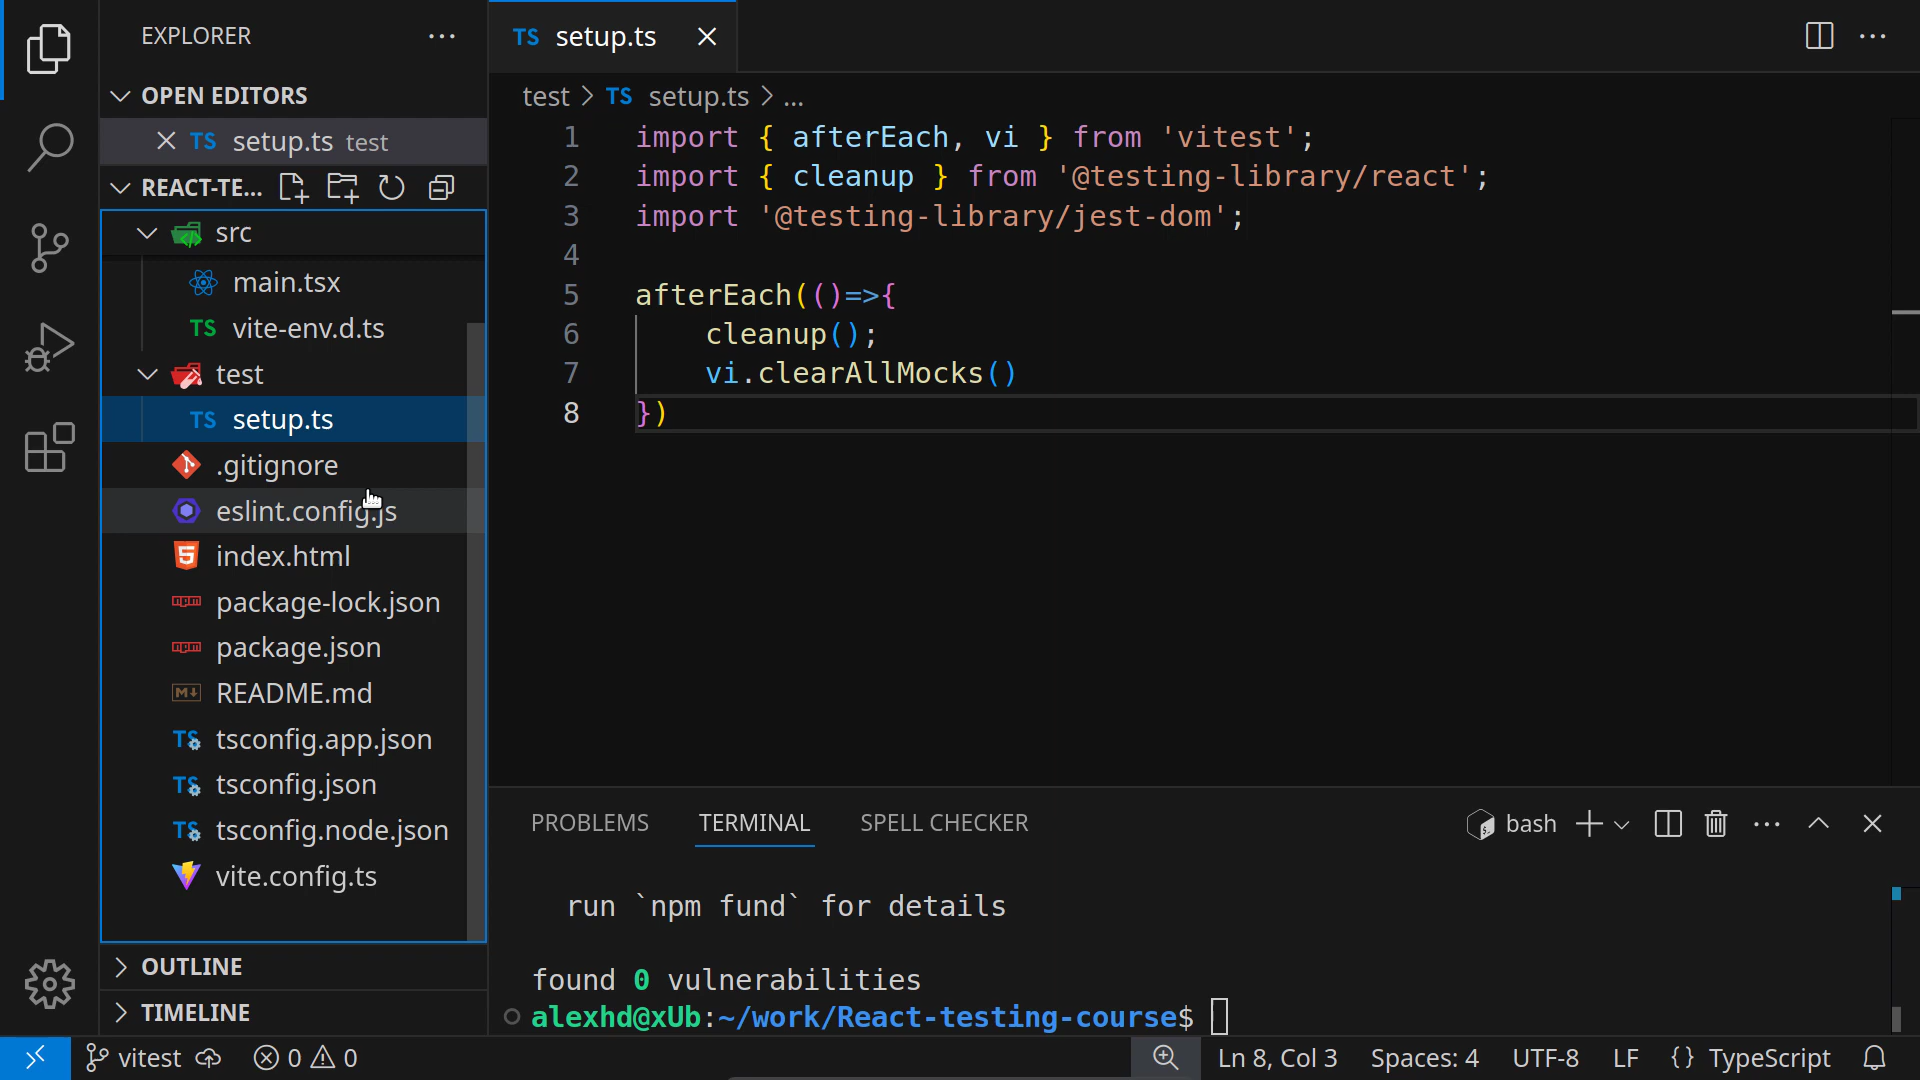 EXPLORER
OPEN EDITORS
TS setup.ts test
REACT-TE...
src
main.tsx
TS vite-env.d.ts
test
TS setup.ts
.gitignore
eslint.config.js
index.html
package-lock.json
package.json
README.md
tsconfig.app.json
tsconfig.json
tsconfig.node.json
vite.config.ts
OUTLINE
TIMELINE
TS setup.ts
test > TS setup.ts > ...
1 import { afterEach, vi } from 'vitest';
2 import { cleanup } from '@testing-library/react';
3 import '@testing-library/jest-dom';
4
5 afterEach(()=>{
6 cleanup();
7 vi.clearAllMocks()
8 })
PROBLEMS TERMINAL SPELL CHECKER bash
run `npm fund` for details
found 0 vulnerabilities
alexhd@xUb:~/work/React-testing-course$
vitest 0 0 Ln 8, Col 3 Spaces: 4 UTF-8 LF {} TypeScript